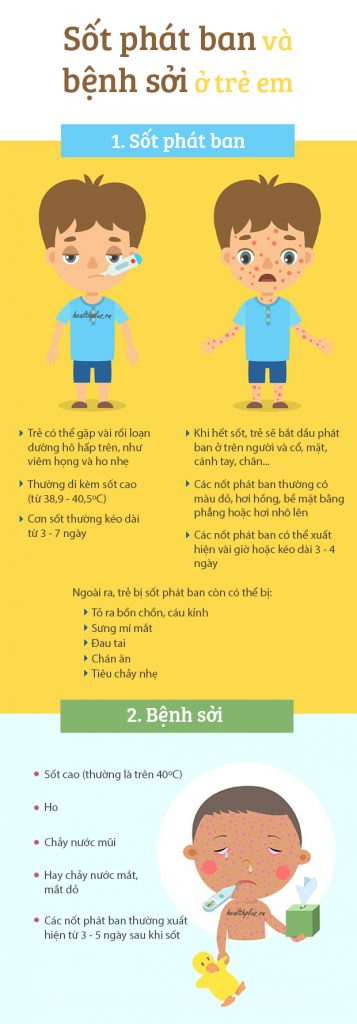 Sốt phát ban và
bệnh sởi ở trẻ em
1. Sốt phát ban
healthplus.vn
Trẻ có thể gặp vài rối loạn
đường hô hấp trên, như
viêm họng và ho nhẹ
Thường đi kèm sốt cao
(từ 38,9 - 40,5ºC)
Cơn sốt thường kéo dài
từ 3 - 7 ngày
healthplus.vn
Khi hết sốt, trẻ sẽ bắt đầu phát
ban ở trên người và cổ, mặt,
cánh tay, chân...
Các nốt phát ban thường có
màu đỏ, hơi hồng, bề mặt bằng
phẳng hoặc hơi nhô lên
Các nốt phát ban có thể xuất
hiện vài giờ hoặc kéo dài 3 - 4
ngày
Ngoài ra, trẻ bị sốt phát ban còn có thể bị:
Tỏ ra bồn chồn, cáu kỉnh
Sưng mí mắt
Đau tai
Chán ăn
Tiêu chảy nhẹ
2. Bệnh sởi
Sốt cao (thường là trên 40ºC)
Ho
Chảy nước mũi
Hay chảy nước mắt,
mắt đỏ
Các nốt phát ban thường xuất
hiện từ 3 - 5 ngày sau khi sốt
healthplus.vn